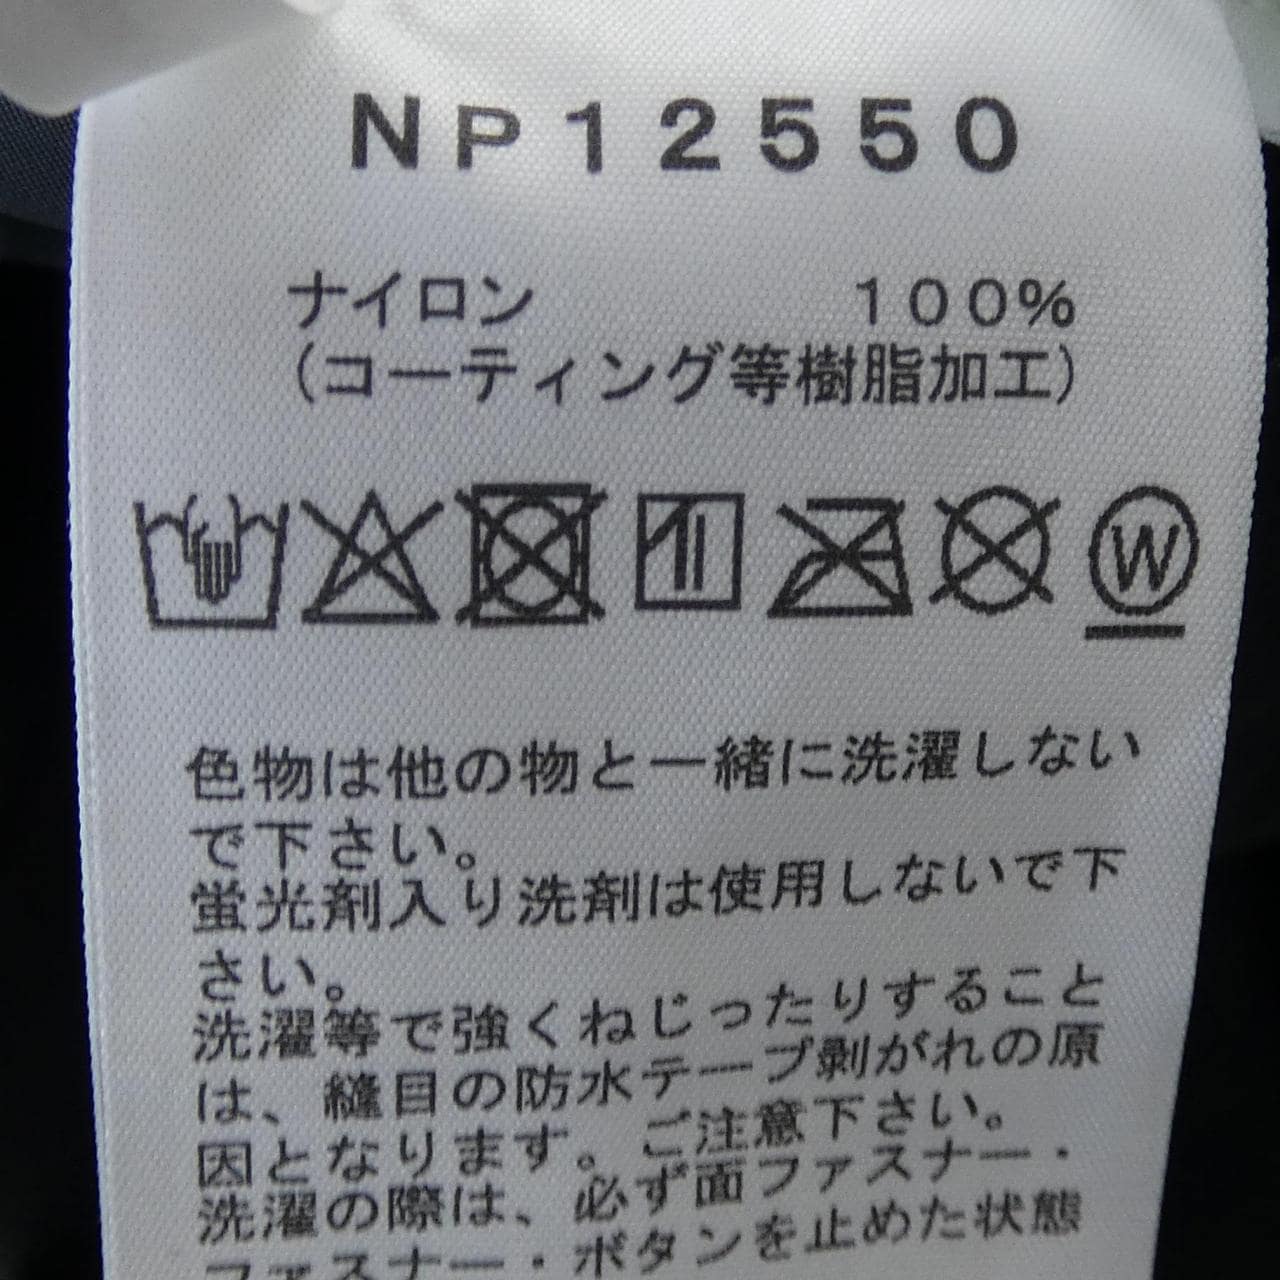 NP12550
ナイロン 100%
(コーティング等樹脂加工)
W
色物は他の物と一緒に洗濯しない
で下さい。
蛍光剤入り洗剤は使用しないで下
さい。
洗濯等で強くねじったりすること
は、縫目の防水テープ剥がれの原
因となります。ご注意下さい。
洗濯の際は、必ず面ファスナー・
ファスナー・ボタンを止めた状態